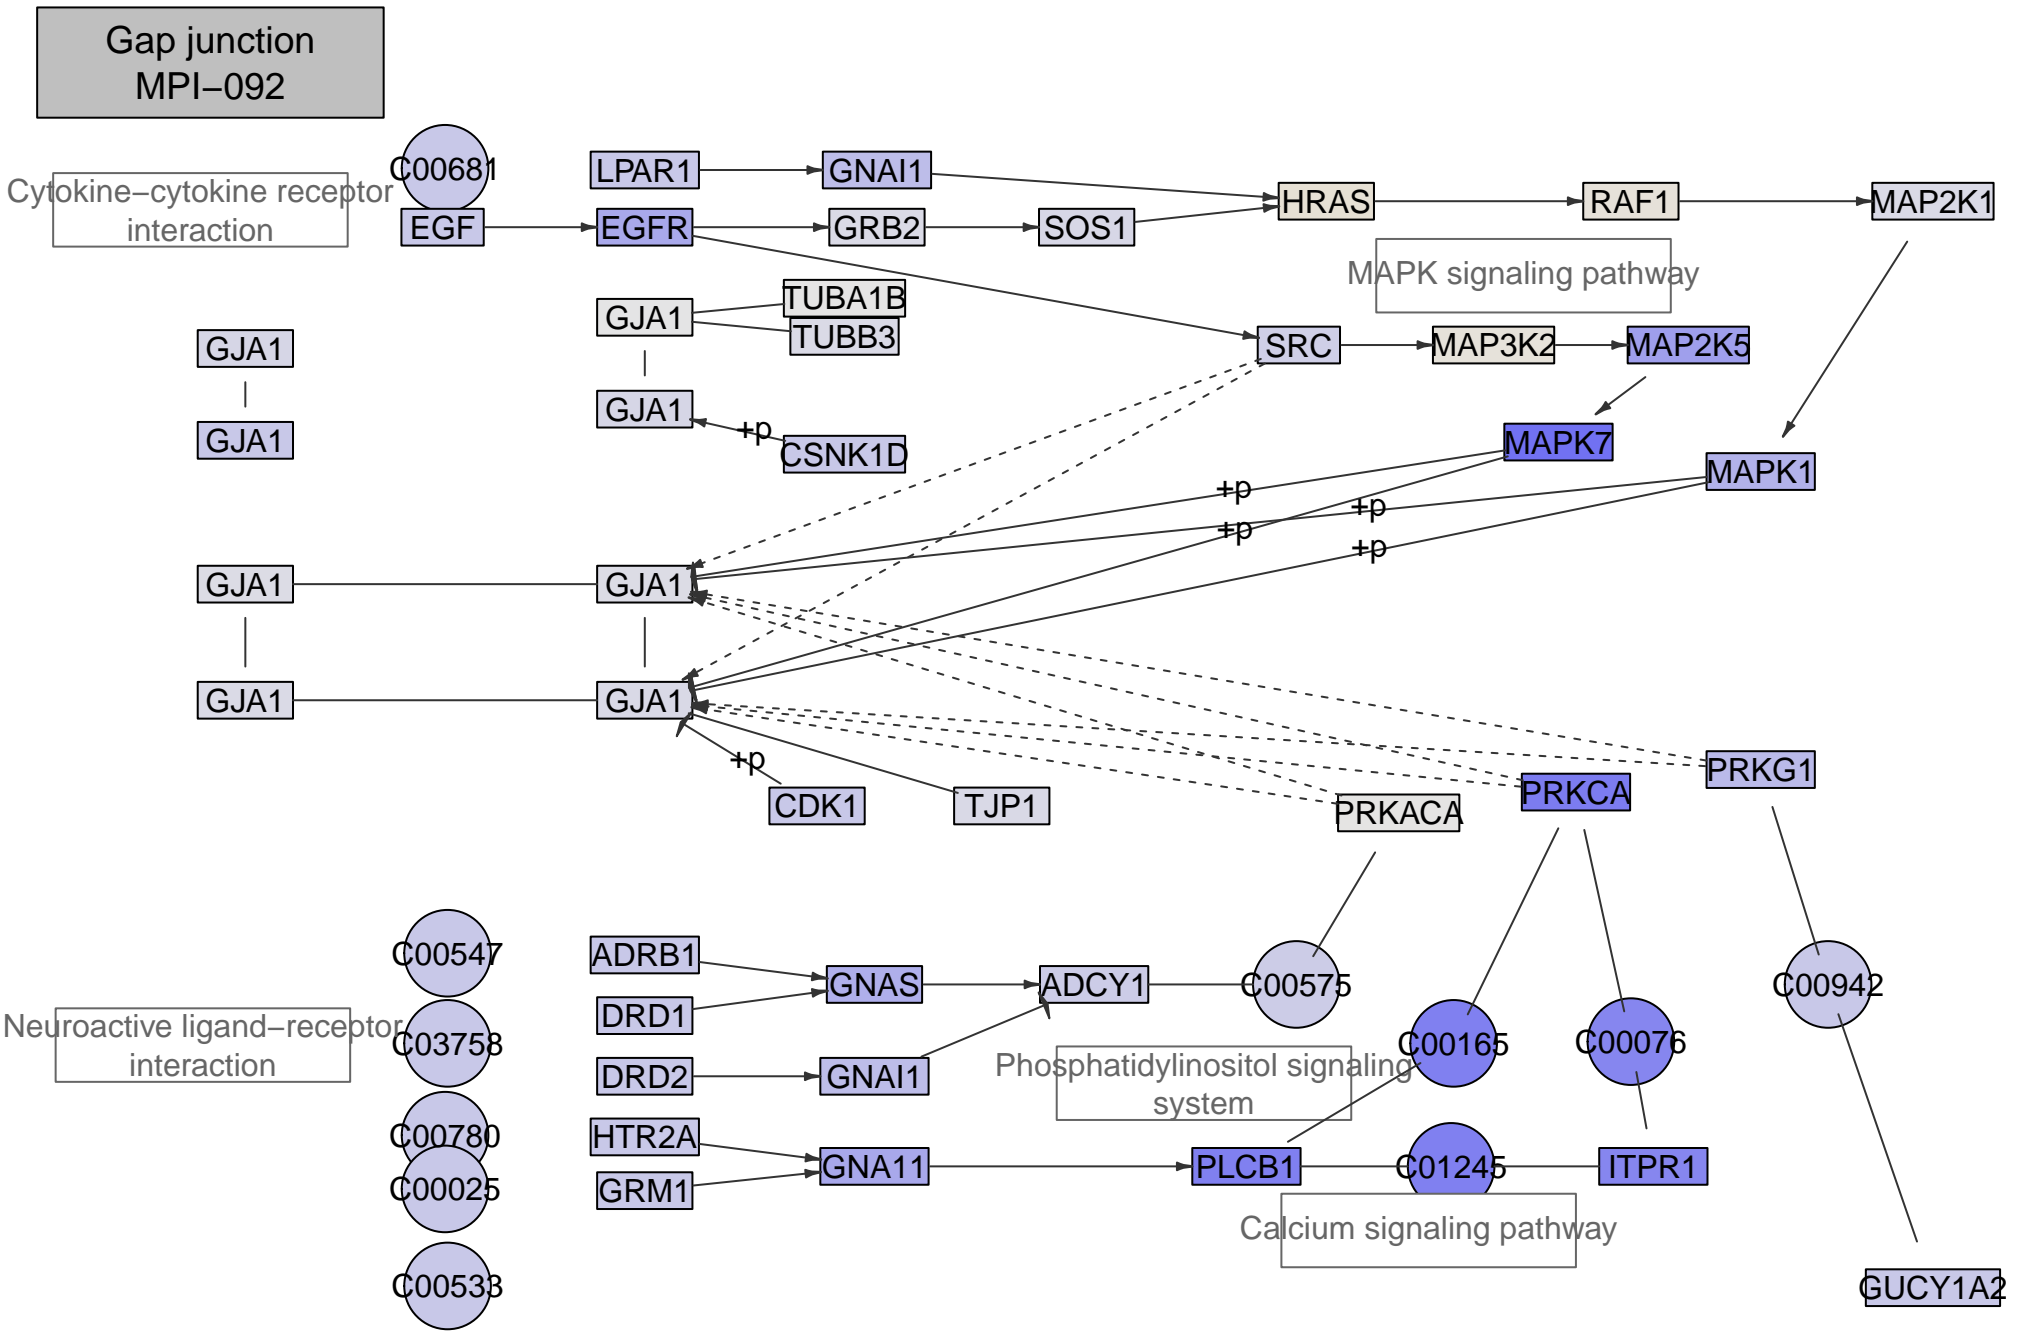 Gap junction
MPI−092
C00681
LPAR1
GNAI1
Cytokine−cytokine receptor
interaction
HRAS
RAF1
MAP2K1
EGF
EGFR
GRB2
SOS1
MAPK signaling pathway
TUBA1B
GJA1
TUBB3
GJA1
SRC
MAP3K2
MAP2K5
GJA1
+p
GJA1
CSNK1D
MAPK7
MAPK1
+p
+p
+p
+p
GJA1
GJA1
GJA1
GJA1
+p
CDK1
TJP1
PRKACA
PRKCA
PRKG1
C00547
ADRB1
GNAS
ADCY1
C00575
C00942
DRD1
Neuroactive ligand−receptor
interaction
C03758
C00165
C00076
DRD2
GNAI1
Phosphatidylinositol signaling
system
C00780
HTR2A
GNA11
PLCB1
C01245
ITPR1
C00025
GRM1
Calcium signaling pathway
C00533
GUCY1A2